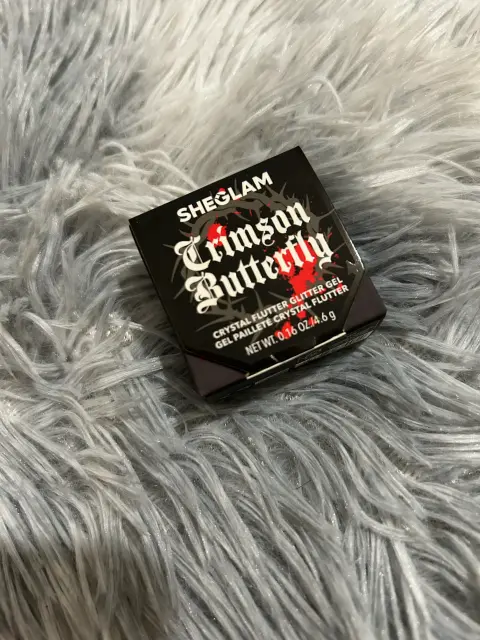 SHEGLAM
Crimson
Butterfly
CRYSTAL FLUTTER GLITTER GEL
GEL PAILLETÉ CRYSTAL FLUTTER
NET WT. 0.16 OZ/4.6 g